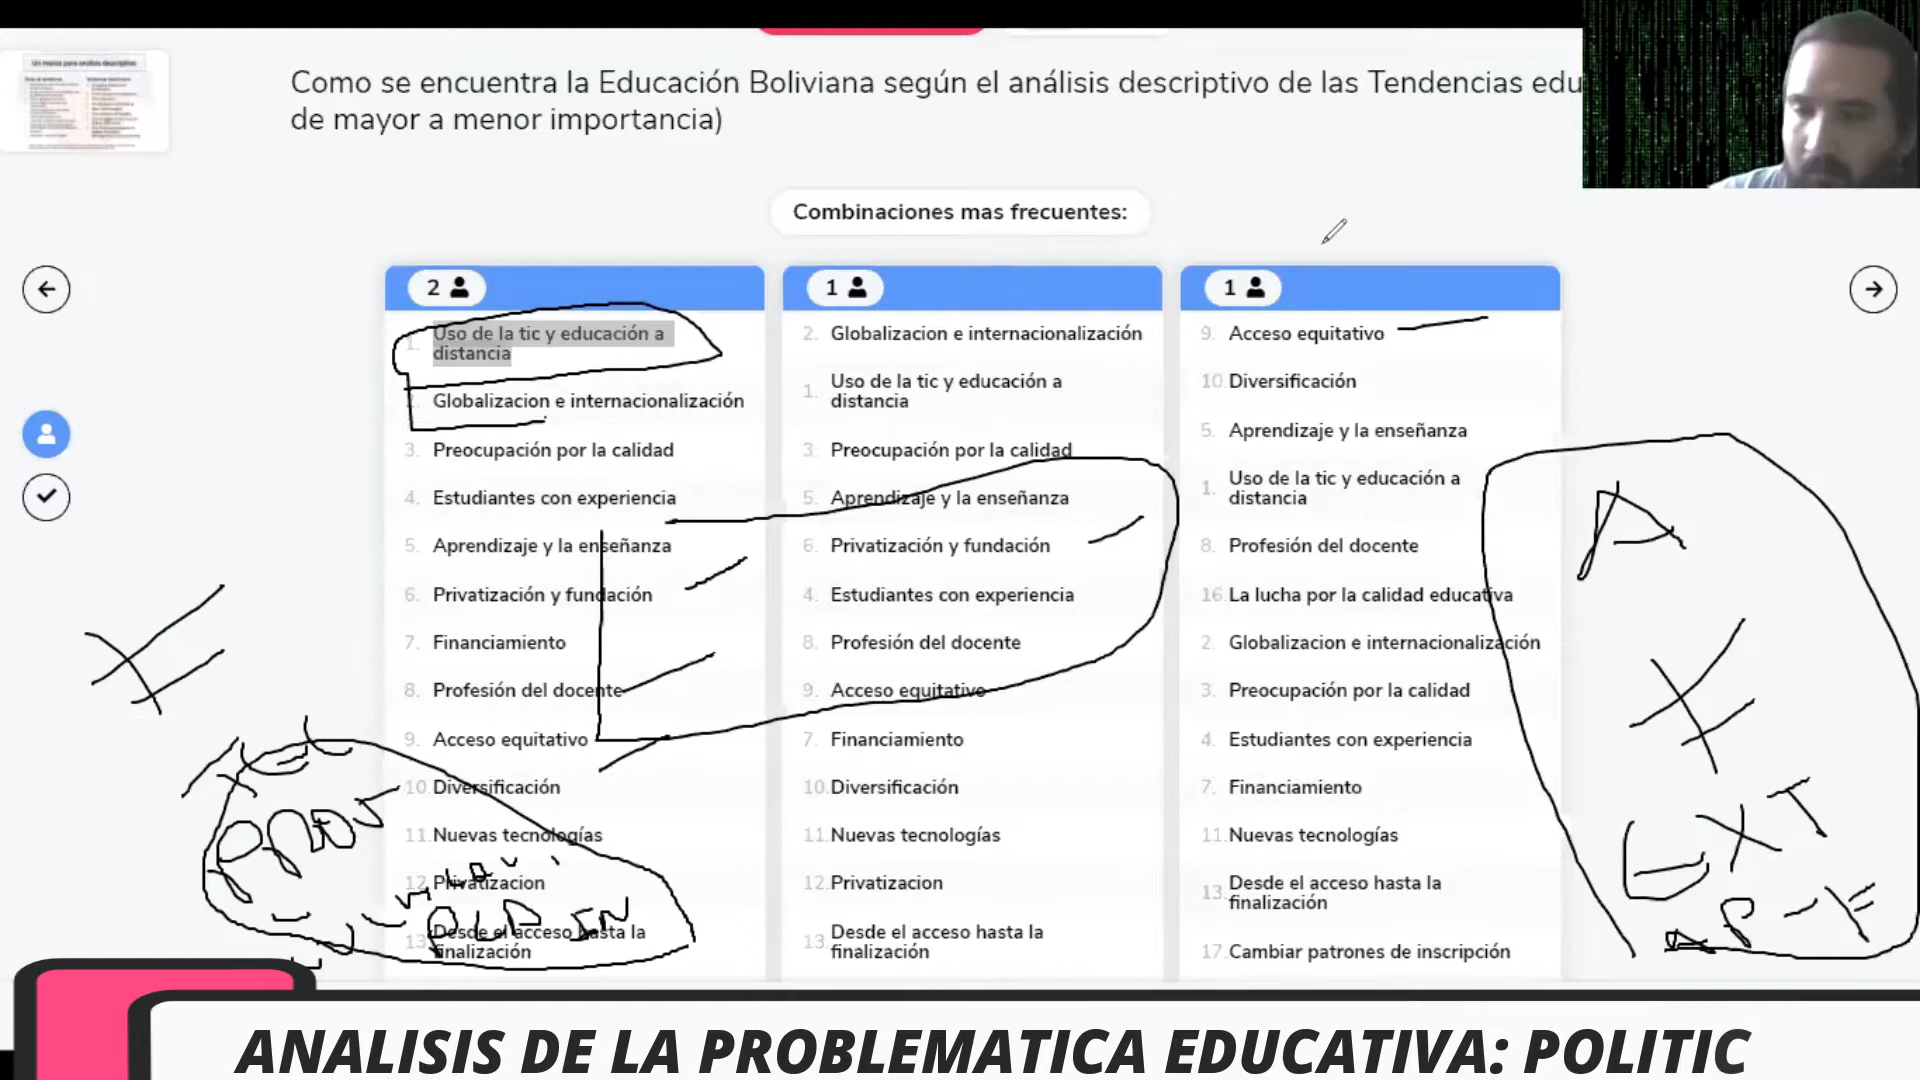 Un marco para analisis descriptivo
Como se encuentra la Educación Boliviana según el análisis descriptivo de las Tendencias edu
de mayor a menor importancia)
Combinaciones mas frecuentes:
2
1. Uso de la tic y educación a
distancia
2. Globalizacion e internacionalización
3. Preocupación por la calidad
4. Estudiantes con experiencia
5. Aprendizaje y la enseñanza
6. Privatización y fundación
7. Financiamiento
8. Profesión del docente
9. Acceso equitativo
10. Diversificación
11. Nuevas tecnologías
12. Privatizacion
13. Desde el acceso hasta la
finalización
1
2. Globalizacion e internacionalización
1. Uso de la tic y educación a
distancia
3. Preocupación por la calidad
5. Aprendizaje y la enseñanza
6. Privatización y fundación
4. Estudiantes con experiencia
8. Profesión del docente
9. Acceso equitativo
7. Financiamiento
10. Diversificación
11. Nuevas tecnologías
12. Privatizacion
13. Desde el acceso hasta la
finalización
1
9. Acceso equitativo
10. Diversificación
5. Aprendizaje y la enseñanza
1. Uso de la tic y educación a
distancia
8. Profesión del docente
16. La lucha por la calidad educativa
2. Globalizacion e internacionalización
3. Preocupación por la calidad
4. Estudiantes con experiencia
7. Financiamiento
11. Nuevas tecnologías
13. Desde el acceso hasta la
finalización
17. Cambiar patrones de inscripción
ANALISIS DE LA PROBLEMATICA EDUCATIVA: POLITIC